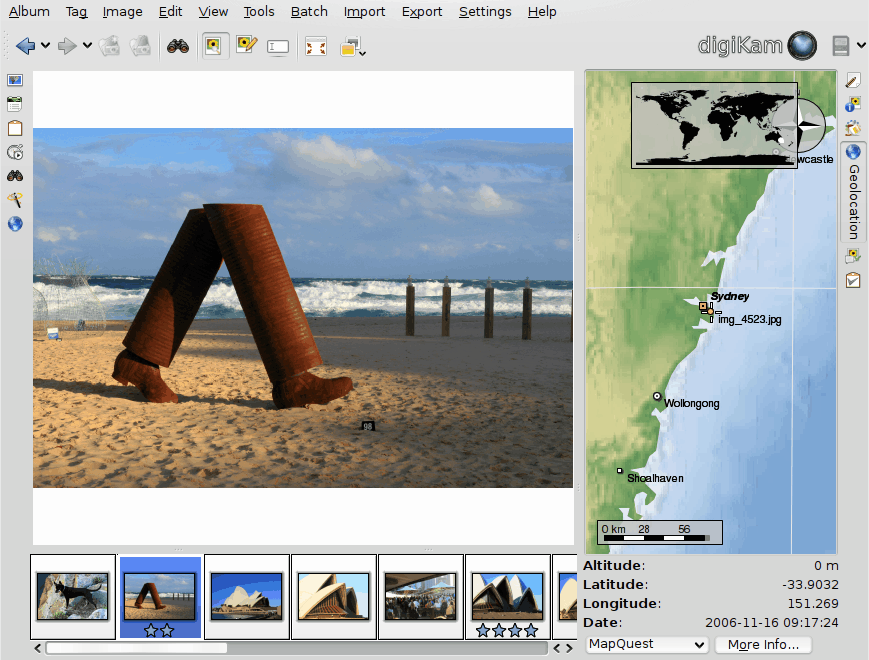 Album Tag Image Edit View Tools Batch Import Export Settings Help
digiKam
Geolocation
ewcastle
Sydney
img_4523.jpg
Wollongong
Shoalhaven
0 km 28 56
98
Altitude: 0 m
Latitude: -33.9032
Longitude: 151.269
Date: 2006-11-16 09:17:24
MapQuest More Info...